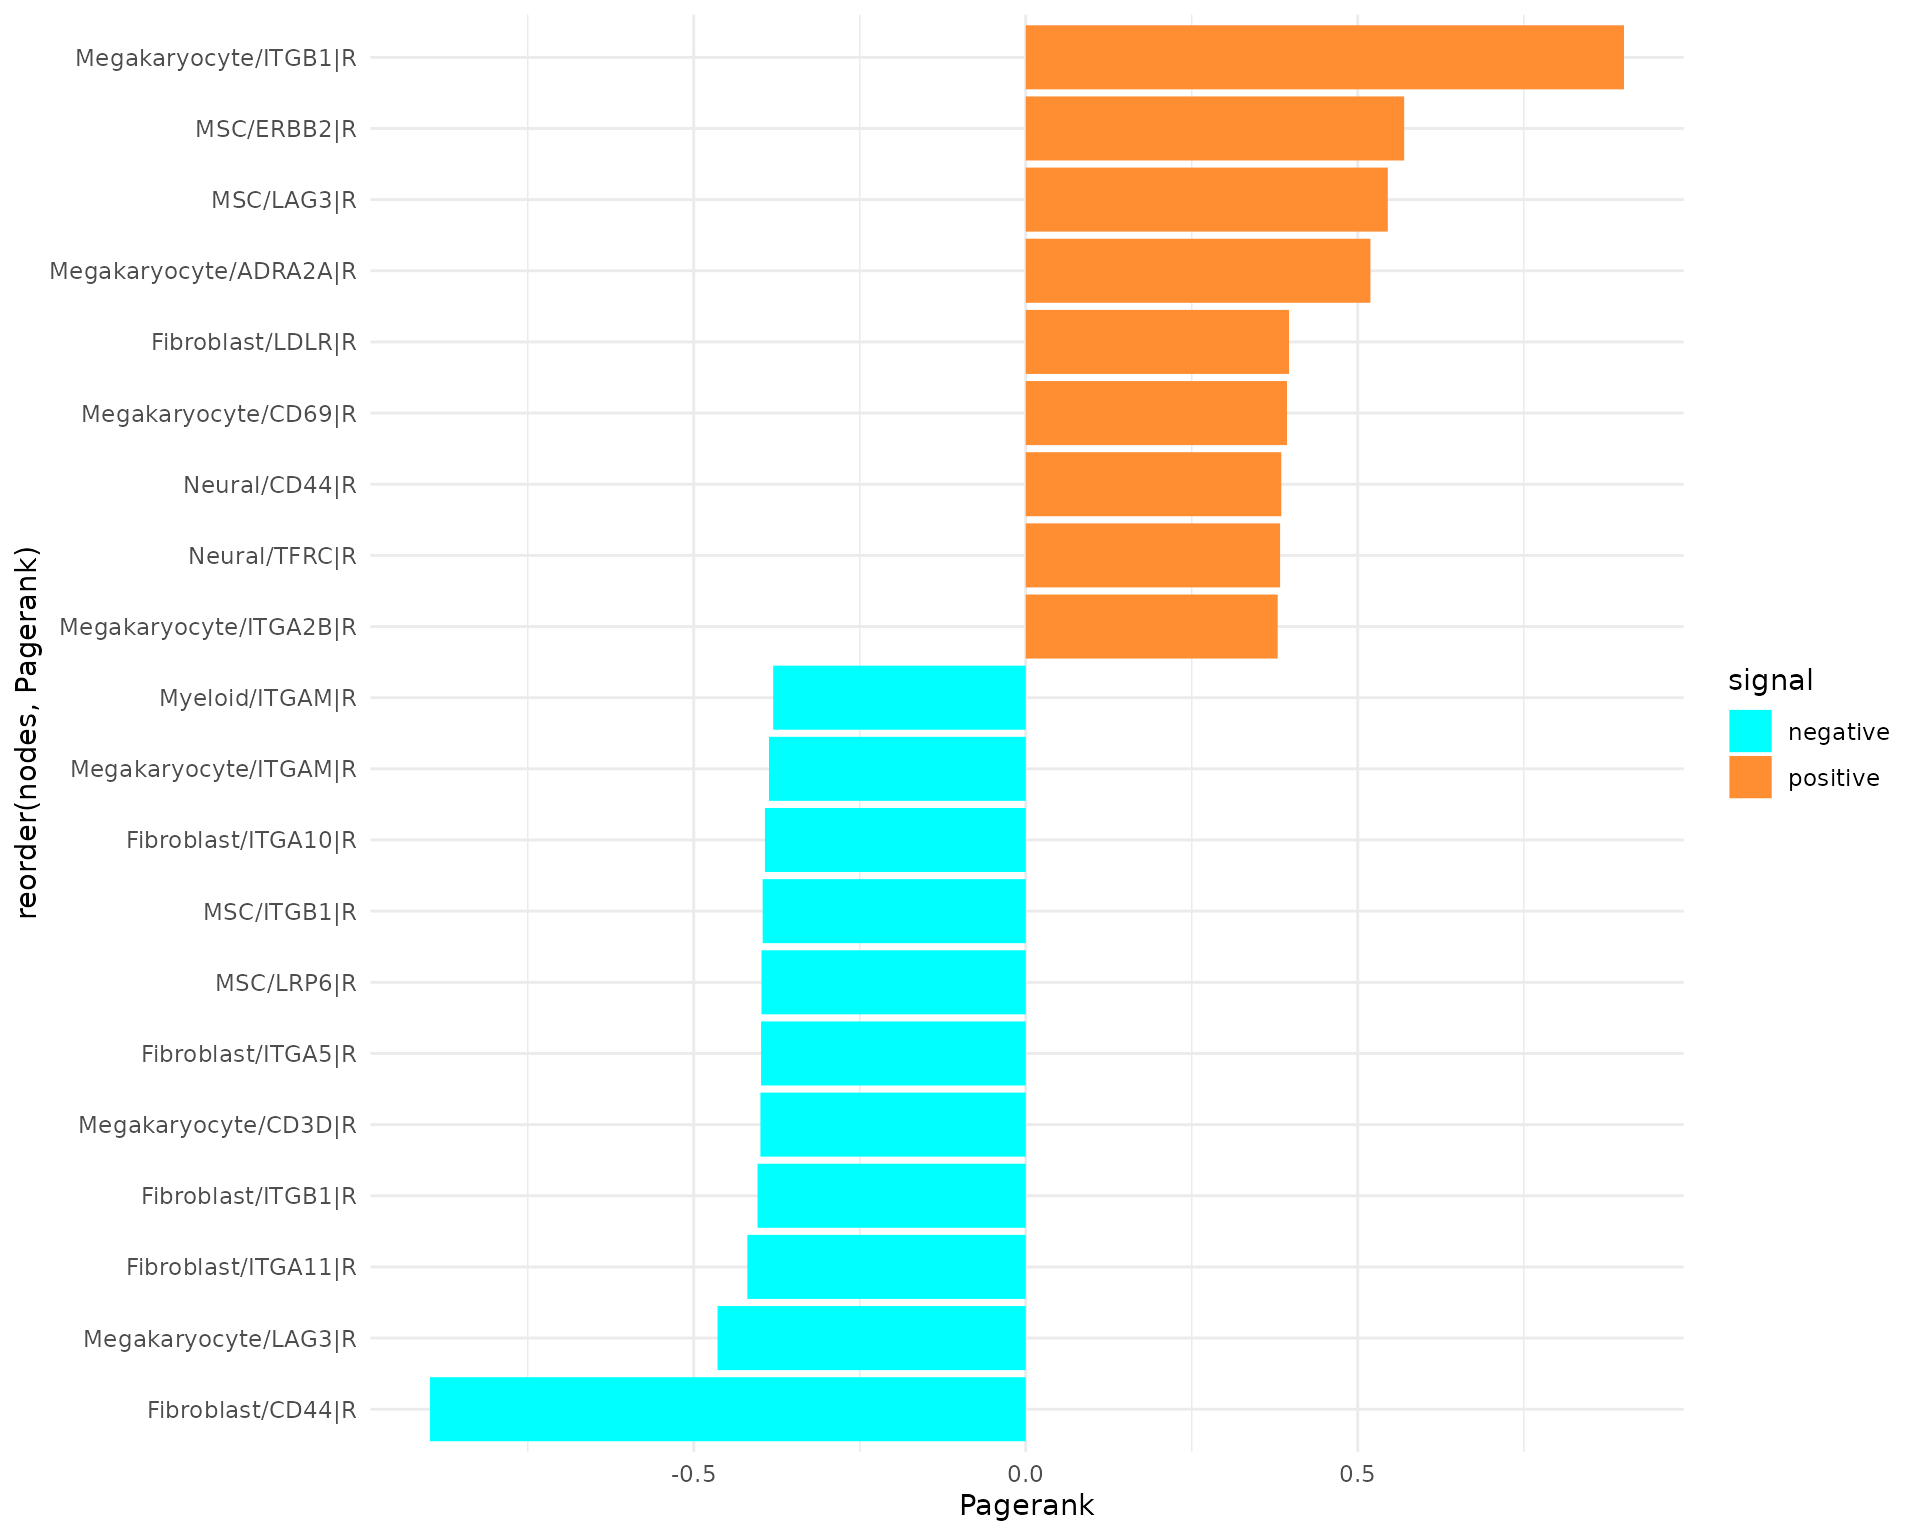 Megakaryocyte/ITGB1|R
MSC/ERBB2|R
MSC/LAG3|R
Megakaryocyte/ADRA2A|R
Fibroblast/LDLR|R
Megakaryocyte/CD69|R
Neural/CD44|R
Neural/TFRC|R
Megakaryocyte/ITGA2B|R
Myeloid/ITGAM|R
Megakaryocyte/ITGAM|R
Fibroblast/ITGA10|R
MSC/ITGB1|R
MSC/LRP6|R
Fibroblast/ITGA5|R
Megakaryocyte/CD3D|R
Fibroblast/ITGB1|R
Fibroblast/ITGA11|R
Megakaryocyte/LAG3|R
Fibroblast/CD44|R
reorder(nodes, Pagerank)
-0.5 0.0 0.5
Pagerank
signal
negative
positive